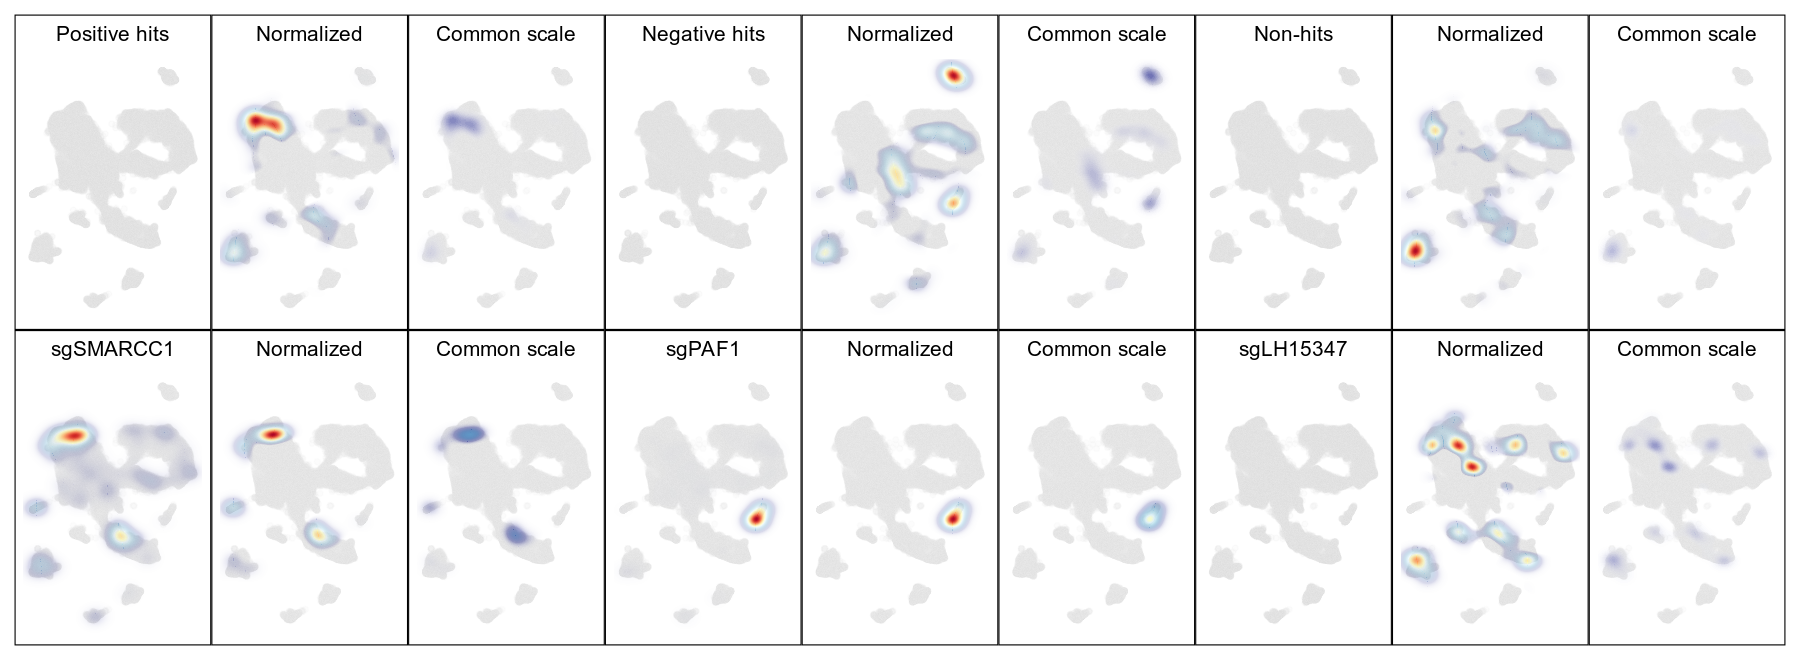 Positive hits
Normalized
Common scale
Negative hits
Normalized
Common scale
Non-hits
Normalized
Common scale
sgSMARCC1
Normalized
Common scale
sgPAF1
Normalized
Common scale
sgLH15347
Normalized
Common scale